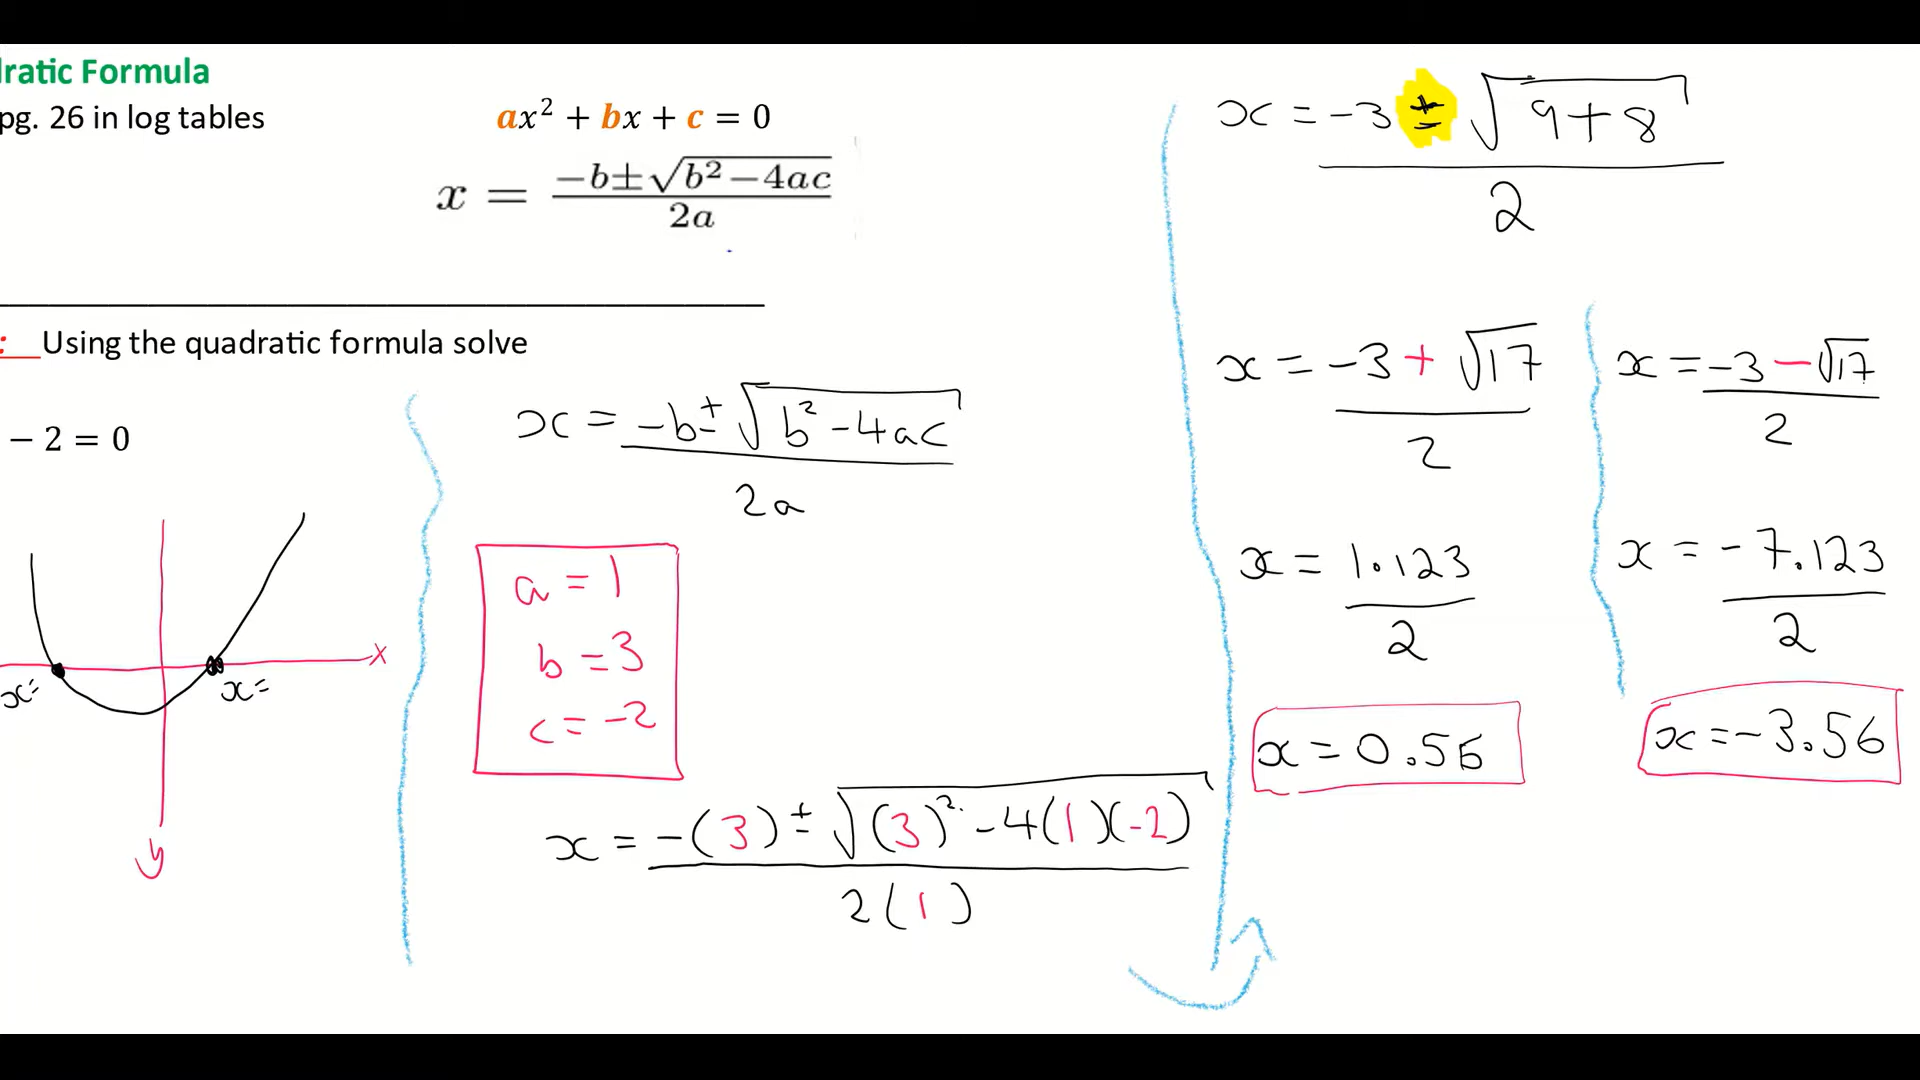 dratic Formula
pg. 26 in log tables
ax² + bx + c = 0
x = (-b±√(b²-4ac))/2a
: Using the quadratic formula solve
- 2 = 0
x = (-b ± √(b² - 4ac))/2a
a = 1
b = 3
c = -2
x
x=
x=
y
x = (-(3) ± √((3)² - 4(1)(-2)))/2(1)
x = (-3 ± √(9+8))/2
x = (-3 + √17)/2
x = 1.123/2
x = 0.56
x = (-3 - √17)/2
x = -7.123/2
x = -3.56